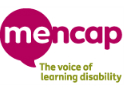 mencap
The voice of
learning disability